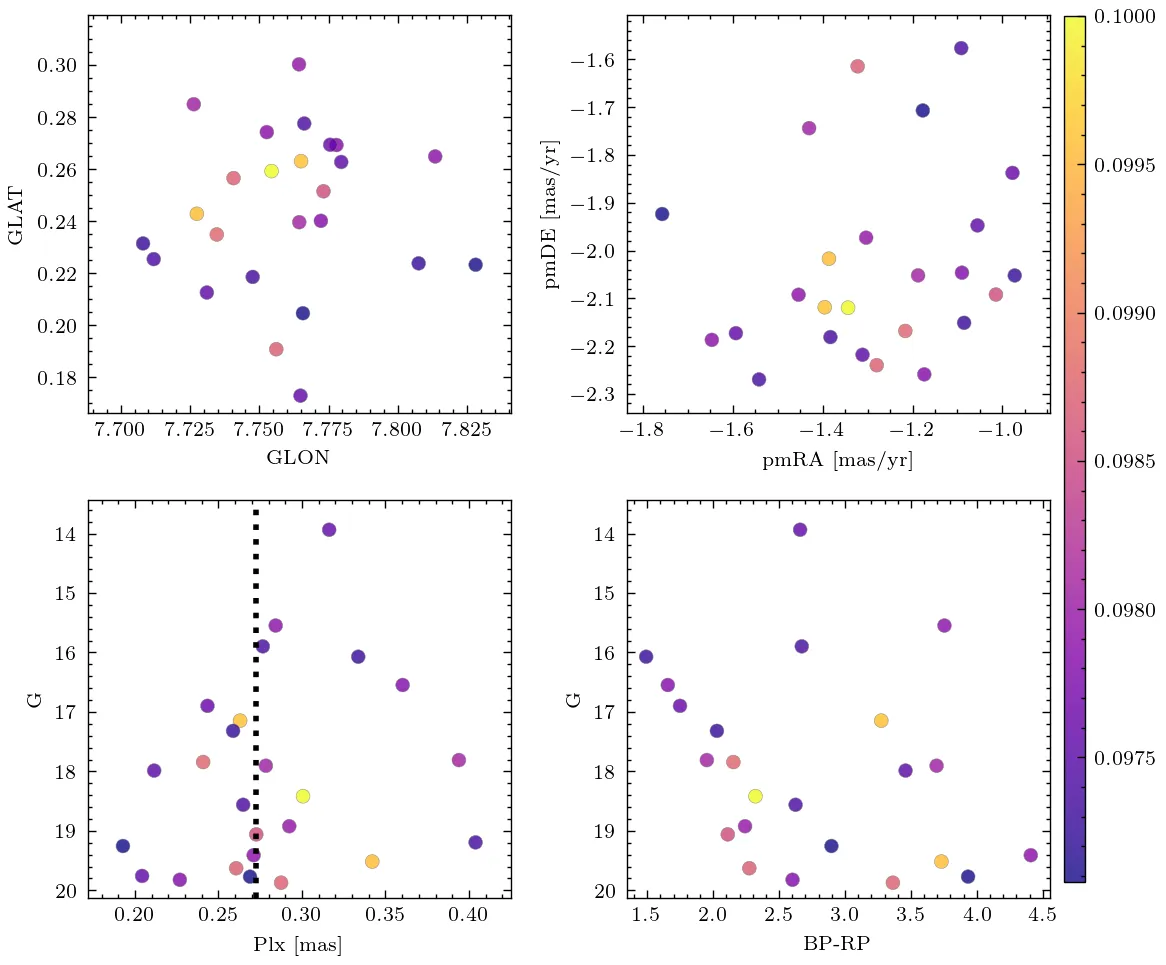 0.30
0.28
0.26
0.24
0.22
0.20
0.18
GLAT
7.700 7.725 7.750 7.775 7.800 7.825
GLON
−1.6
−1.7
−1.8
−1.9
−2.0
−2.1
−2.2
−2.3
pmDE [mas/yr]
−1.8 −1.6 −1.4 −1.2 −1.0
pmRA [mas/yr]
14
15
16
17
18
19
20
G
0.20 0.25 0.30 0.35 0.40
Plx [mas]
14
15
16
17
18
19
20
G
1.5 2.0 2.5 3.0 3.5 4.0 4.5
BP-RP
0.1000
0.0995
0.0990
0.0985
0.0980
0.0975